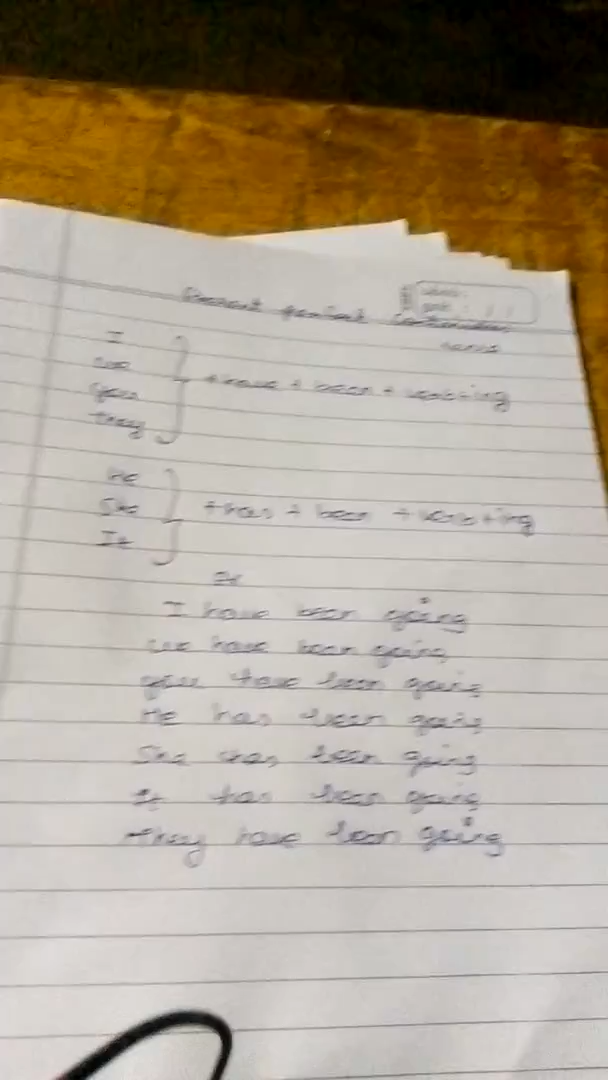 Present perfect Continuous
tense
I
we
you
they
+ have + been + verb + ing
He
She
It
+ has + been + verb + ing
I have been going
we have been going
you have been going
He has been going
She has been going
It has been going
They have been going